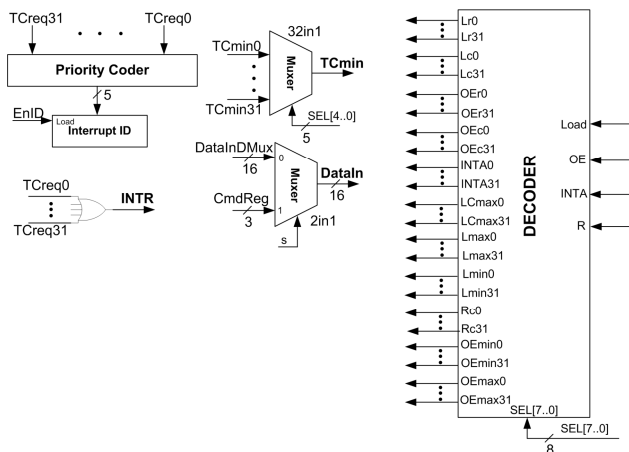 TCreq31
TCreq0
Priority Coder
5
EnID
Load
Interrupt ID
TCreq0
TCreq31
INTR
32in1
TCmin0
TCmin31
Muxer
TCmin
SEL[4..0]
5
DataInDMux
16
0
CmdReg
3
1
Muxer
DataIn
16
2in1
s
Lr0
Lr31
Lc0
Lc31
OEr0
OEr31
OEc0
OEc31
INTA0
INTA31
LCmax0
LCmax31
Lmax0
Lmax31
Lmin0
Lmin31
Rc0
Rc31
OEmin0
OEmin31
OEmax0
OEmax31
DECODER
Load
OE
INTA
R
SEL[7..0]
SEL[7..0]
8